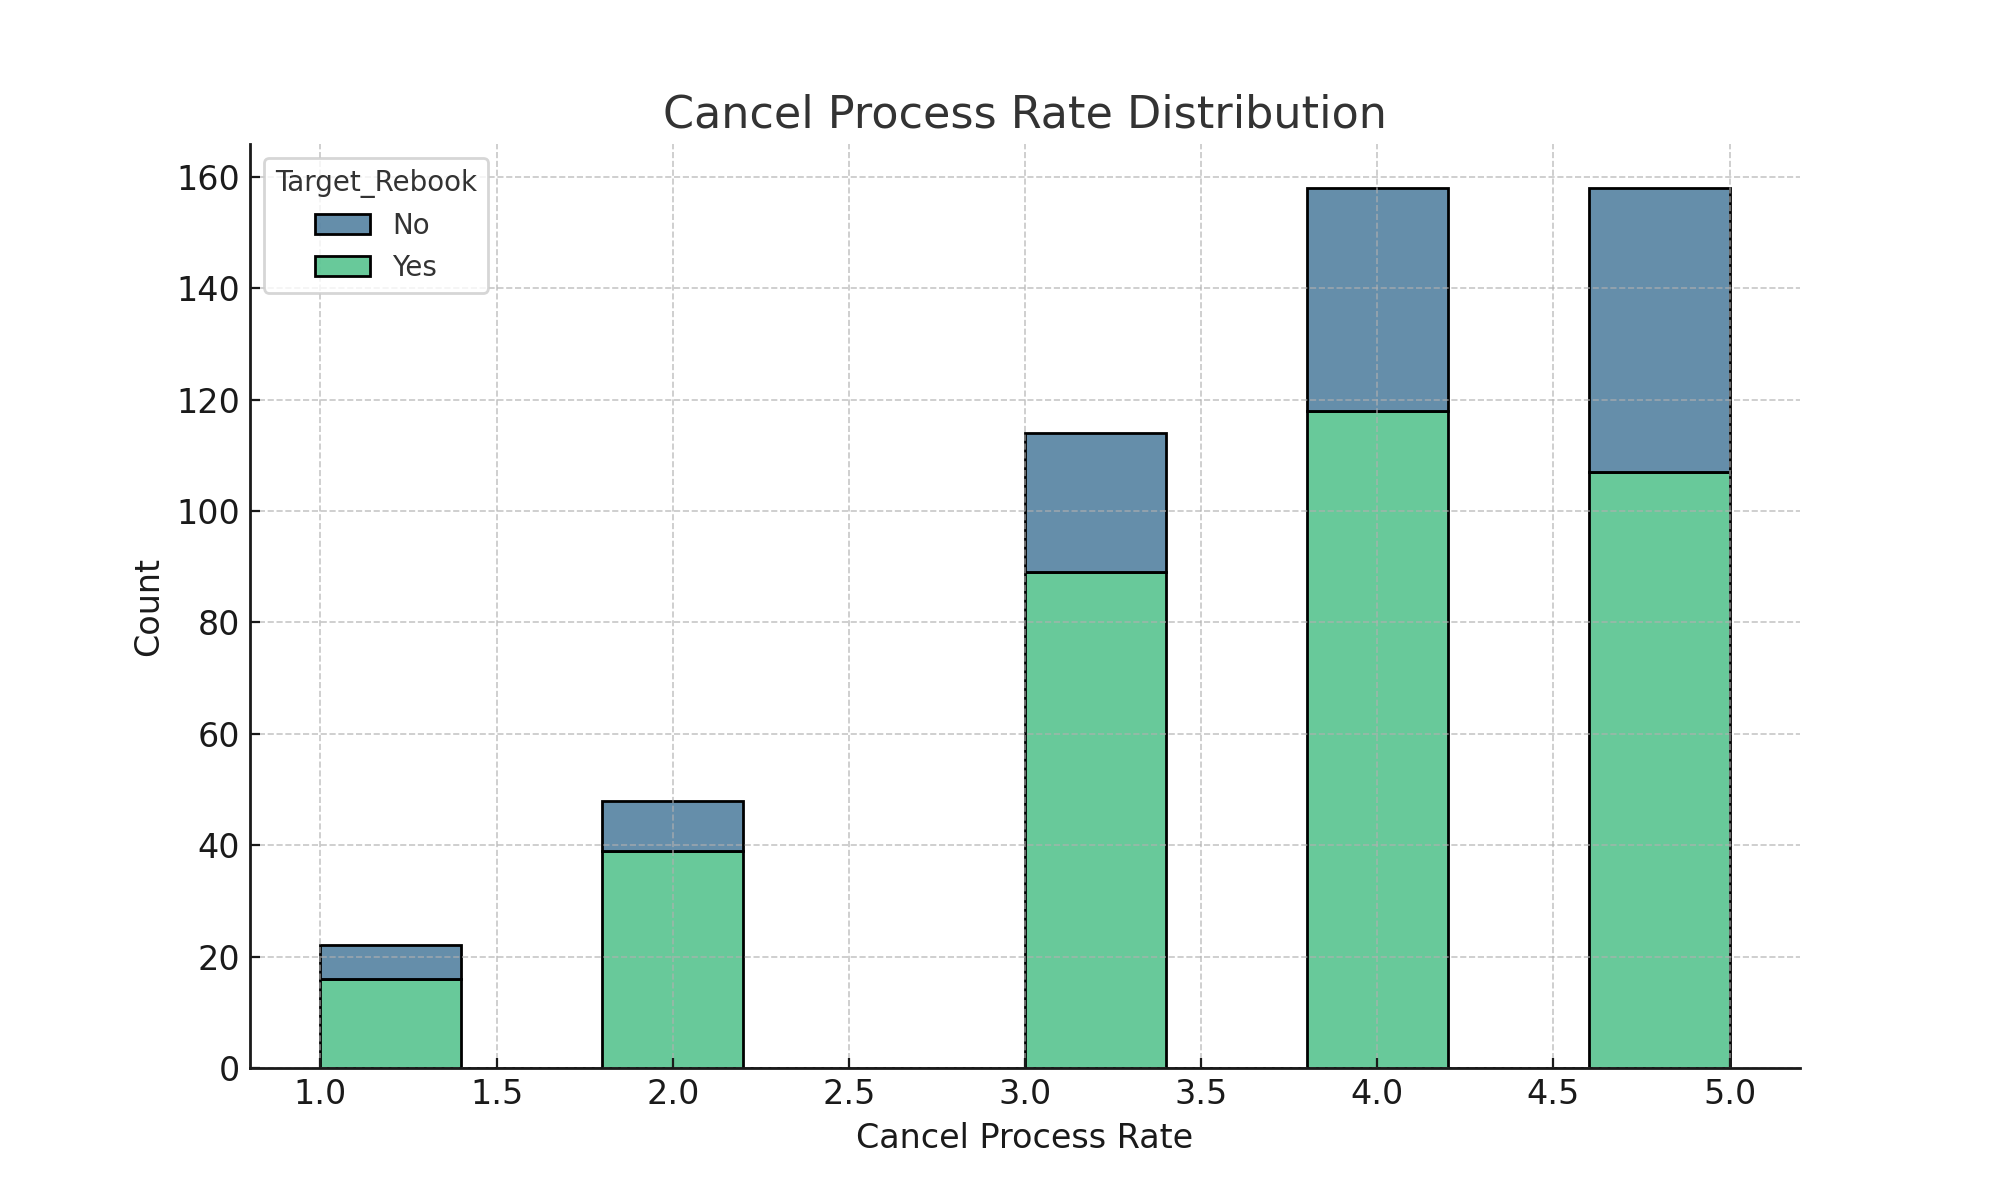 Cancel Process Rate Distribution
Target_Rebook
No
Yes
160
140
120
100
80
60
40
20
0
Count
1.0 1.5 2.0 2.5 3.0 3.5 4.0 4.5 5.0
Cancel Process Rate